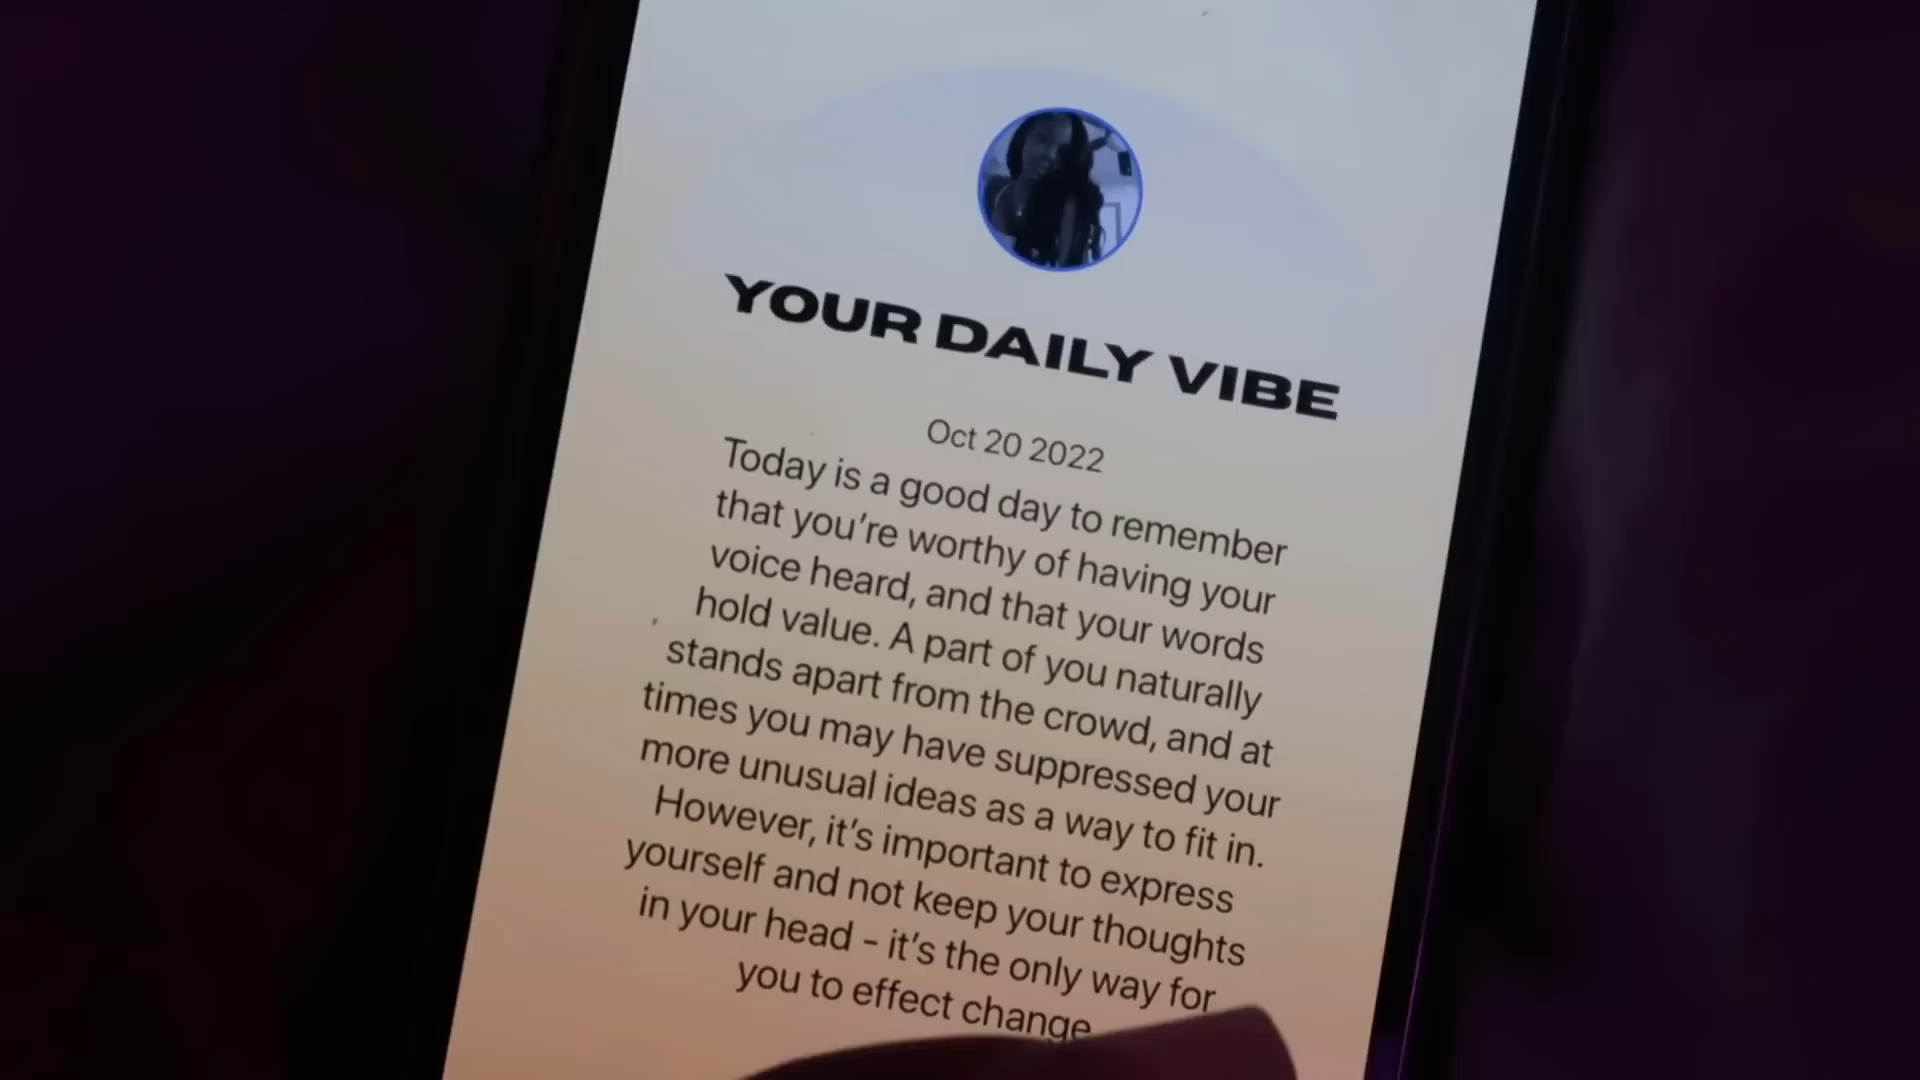 YOUR DAILY VIBE
Oct 20 2022
Today is a good day to remember
that you're worthy of having your
voice heard, and that your words
hold value. A part of you naturally
stands apart from the crowd, and at
times you may have suppressed your
more unusual ideas as a way to fit in.
However, it's important to express
yourself and not keep your thoughts
in your head - it's the only way for
you to effect change